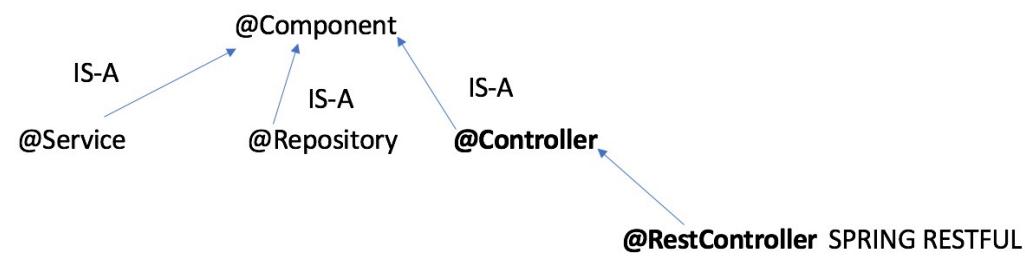 @Component
IS-A
IS-A
IS-A
@Service
@Repository
@Controller
@RestController SPRING RESTFUL